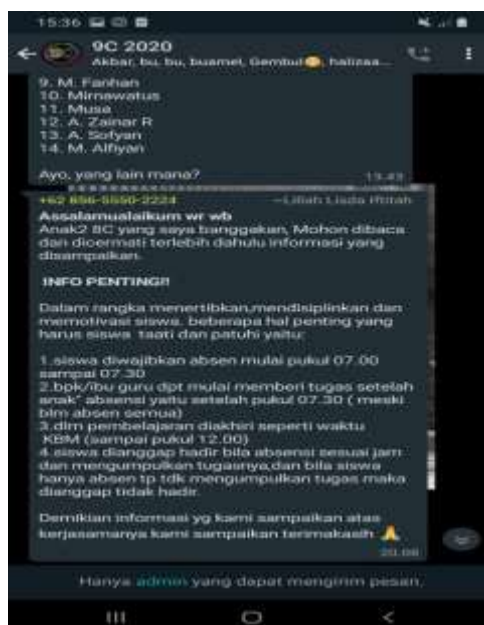 15:36
9C 2020
Akbar, bu, bu, buamel, Gembul, halizaa...
9. M. Fanhan
10. Mirnawatus
11. Musa
12. A. Zainar R
13. A. Sofyan
14. M. Alfiyan
Ayo, yang lain mana?
+62 856-5550-2224 ~Lillah Lisda Iftitah
Assalamualaikum wr wb
Anak2 8C yang saya banggakan, Mohon dibaca
dan dicermati terlebih dahulu informasi yang
disampaikan.
INFO PENTING!!
Dalam rangka menertibkan,mendisiplinkan dan
memotivasi siswa, beberapa hal penting yang
harus siswa taati dan patuhi yaitu:
1.siswa diwajibkan absen mulai pukul 07.00
sampai 07.30
2.bpk/ibu guru dpt mulai memberi tugas setelah
anak" absensi yaitu setelah pukul 07.30 ( meski
blm absen semua)
3.dlm pembelajaran diakhiri seperti waktu
KBM (sampai pukul 12.00)
4.siswa dianggap hadir bila absensi sesuai jam
dan mengumpulkan tugasnya,dan bila siswa
hanya absen tp tdk mengumpulkan tugas maka
dianggap tidak hadir.
Demikian informasi yg kami sampaikan atas
kerjasamanya kami sampaikan terimakasih
20.08
Hanya admin yang dapat mengirim pesan.